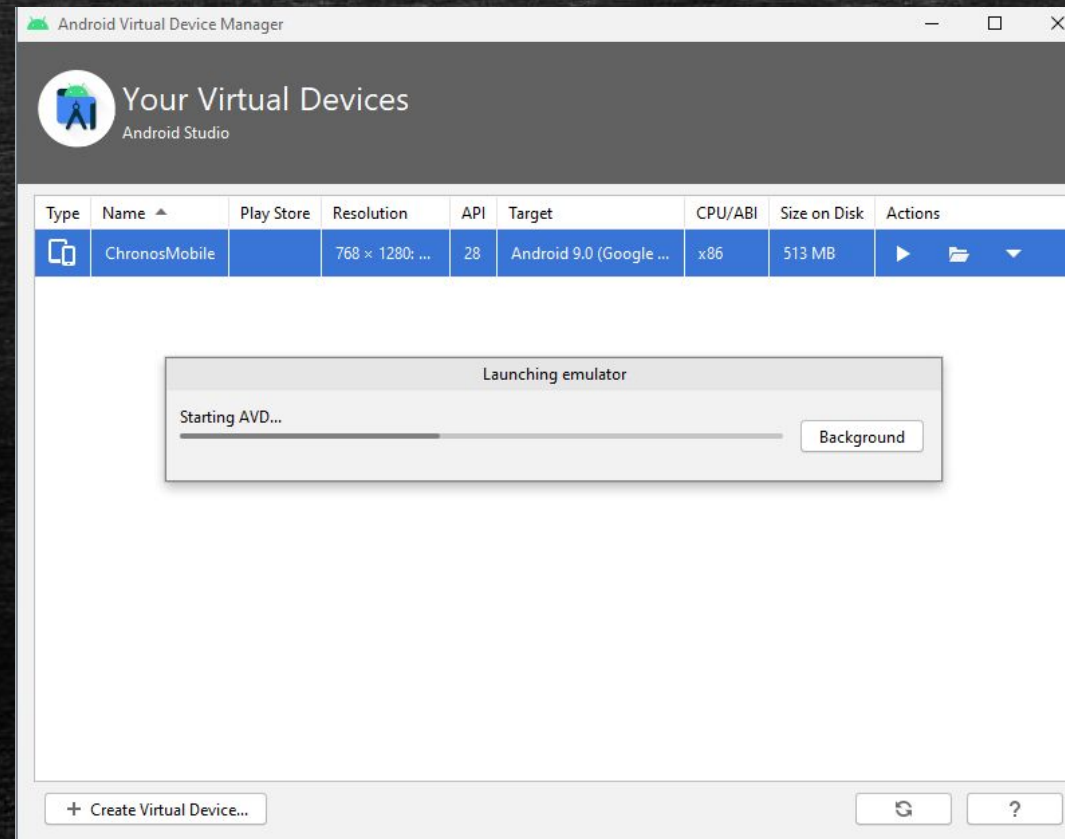 Android Virtual Device Manager
Your Virtual Devices
Android Studio
Type Name Play Store Resolution API Target CPU/ABI Size on Disk Actions
ChronosMobile 768 × 1280: ... 28 Android 9.0 (Google ... x86 513 MB
Launching emulator
Starting AVD...
Background
+ Create Virtual Device...
?